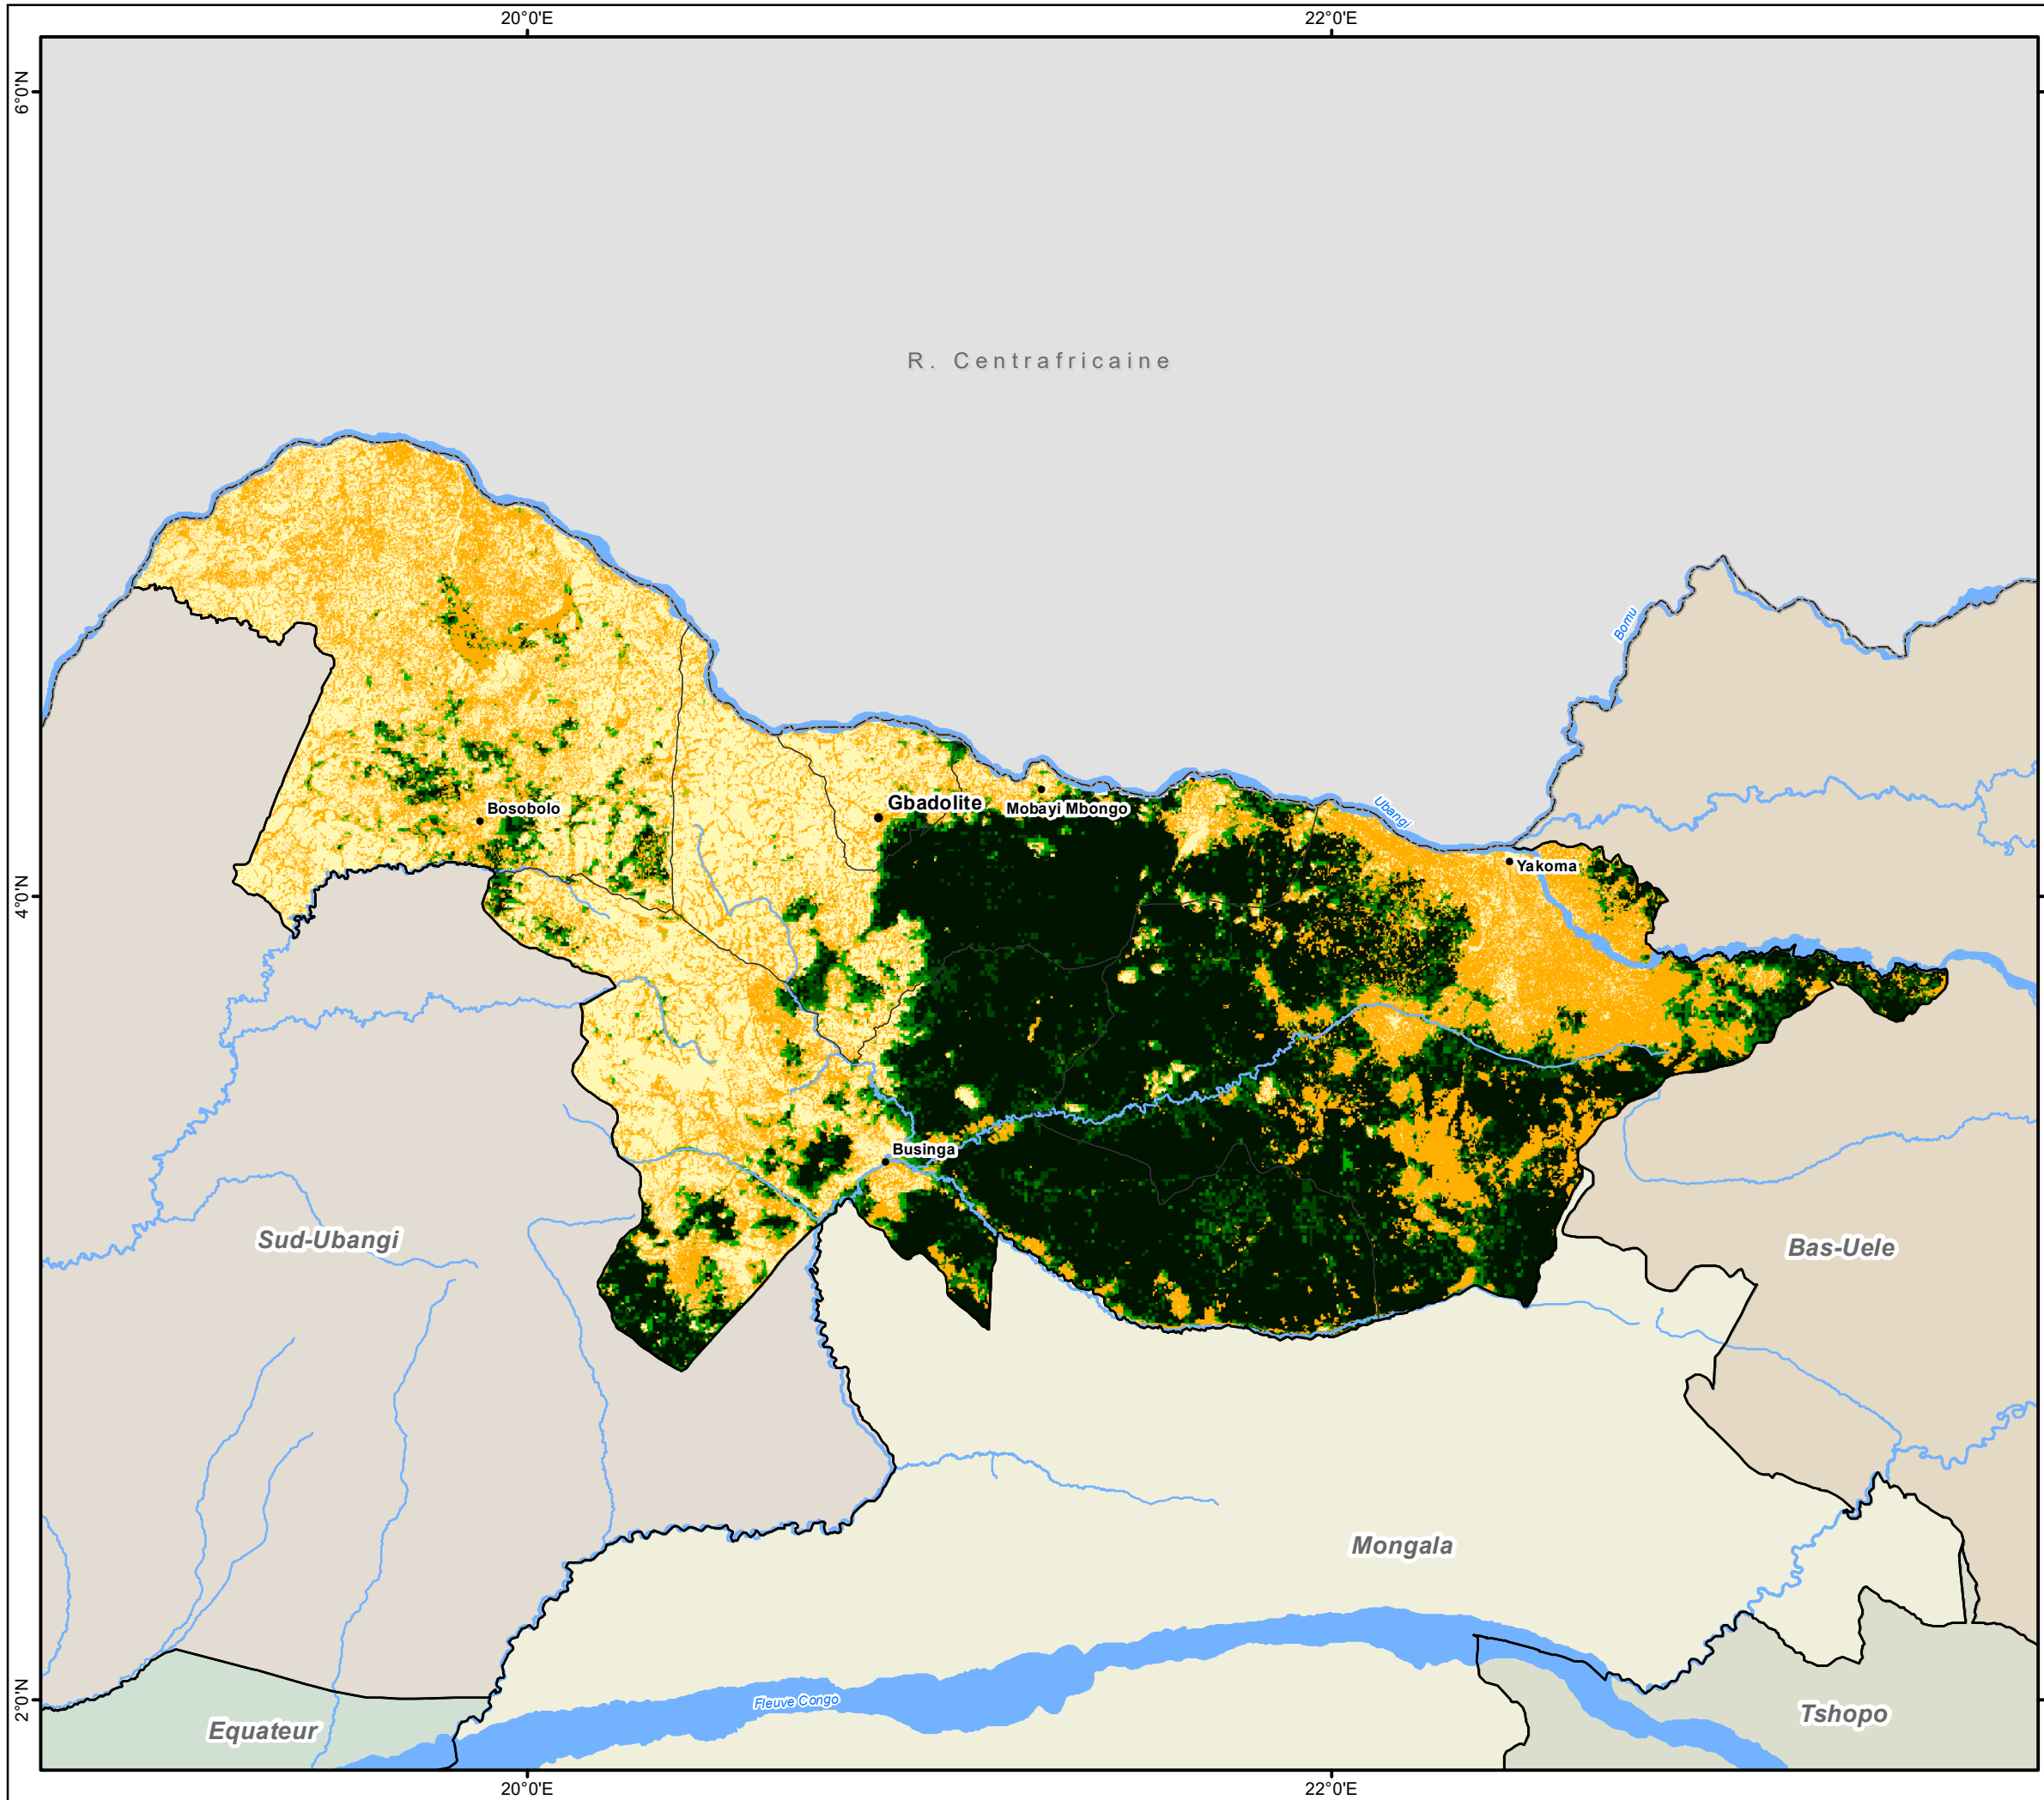 20°0'E
22°0'E
6°0'N
R. Centrafricaine
Bomu
Bosobolo
Gbadolite
Mobayi Mbongo
Ubangi
Yakoma
4°0'N
Businga
Sud-Ubangi
Bas-Uele
Mongala
Fleuve Congo
2°0'N
Equateur
Tshopo
20°0'E
22°0'E